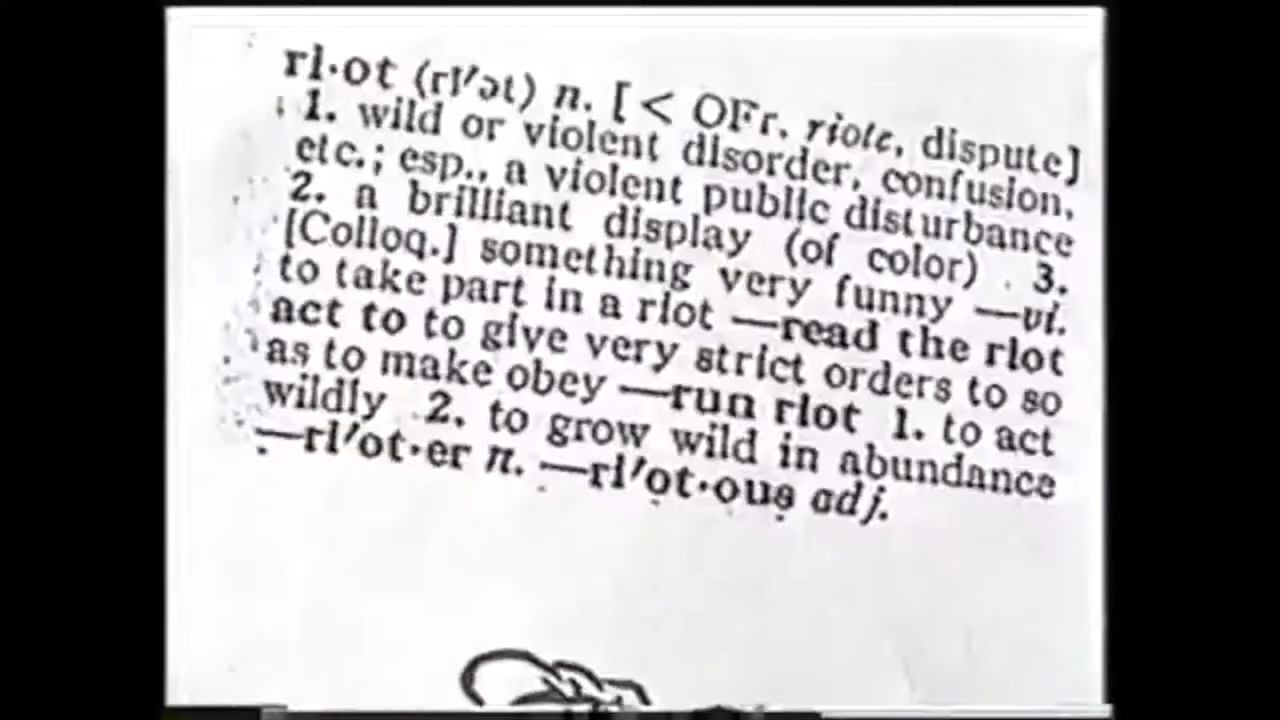 ri·ot (rī′ət) n. [< OFr. riote, dispute]
1. wild or violent disorder, confusion,
etc.; esp., a violent public disturbance
2. a brilliant display (of color) 3.
[Colloq.] something very funny —vi.
to take part in a riot —read the riot
act to to give very strict orders to so
as to make obey —run riot 1. to act
wildly 2. to grow wild in abundance
—ri′ot·er n. —ri′ot·ous adj.